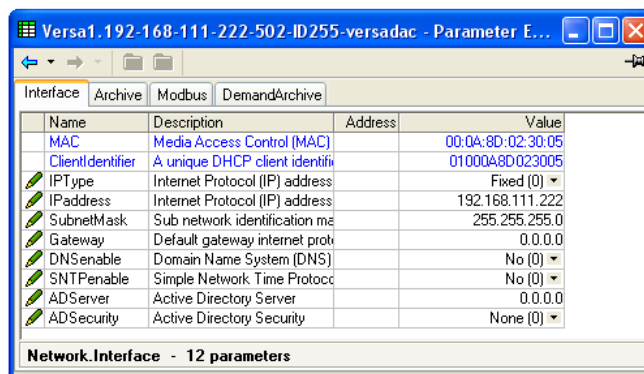 Versa1.192-168-111-222-502-ID255-versadac - Parameter E...
Interface Archive Modbus DemandArchive
Name Description Address Value
MAC Media Access Control (MAC) 00:0A:8D:02:30:05
ClientIdentifier A unique DHCP client identifi 01000A8D023005
IPType Internet Protocol (IP) address Fixed (0)
IPaddress Internet Protocol (IP) address 192.168.111.222
SubnetMask Sub network identification ma 255.255.255.0
Gateway Default gateway internet prot 0.0.0.0
DNSenable Domain Name System (DNS) No (0)
SNTPenable Simple Network Time Protoco No (0)
ADServer Active Directory Server 0.0.0.0
ADSecurity Active Directory Security None (0)
Network.Interface - 12 parameters